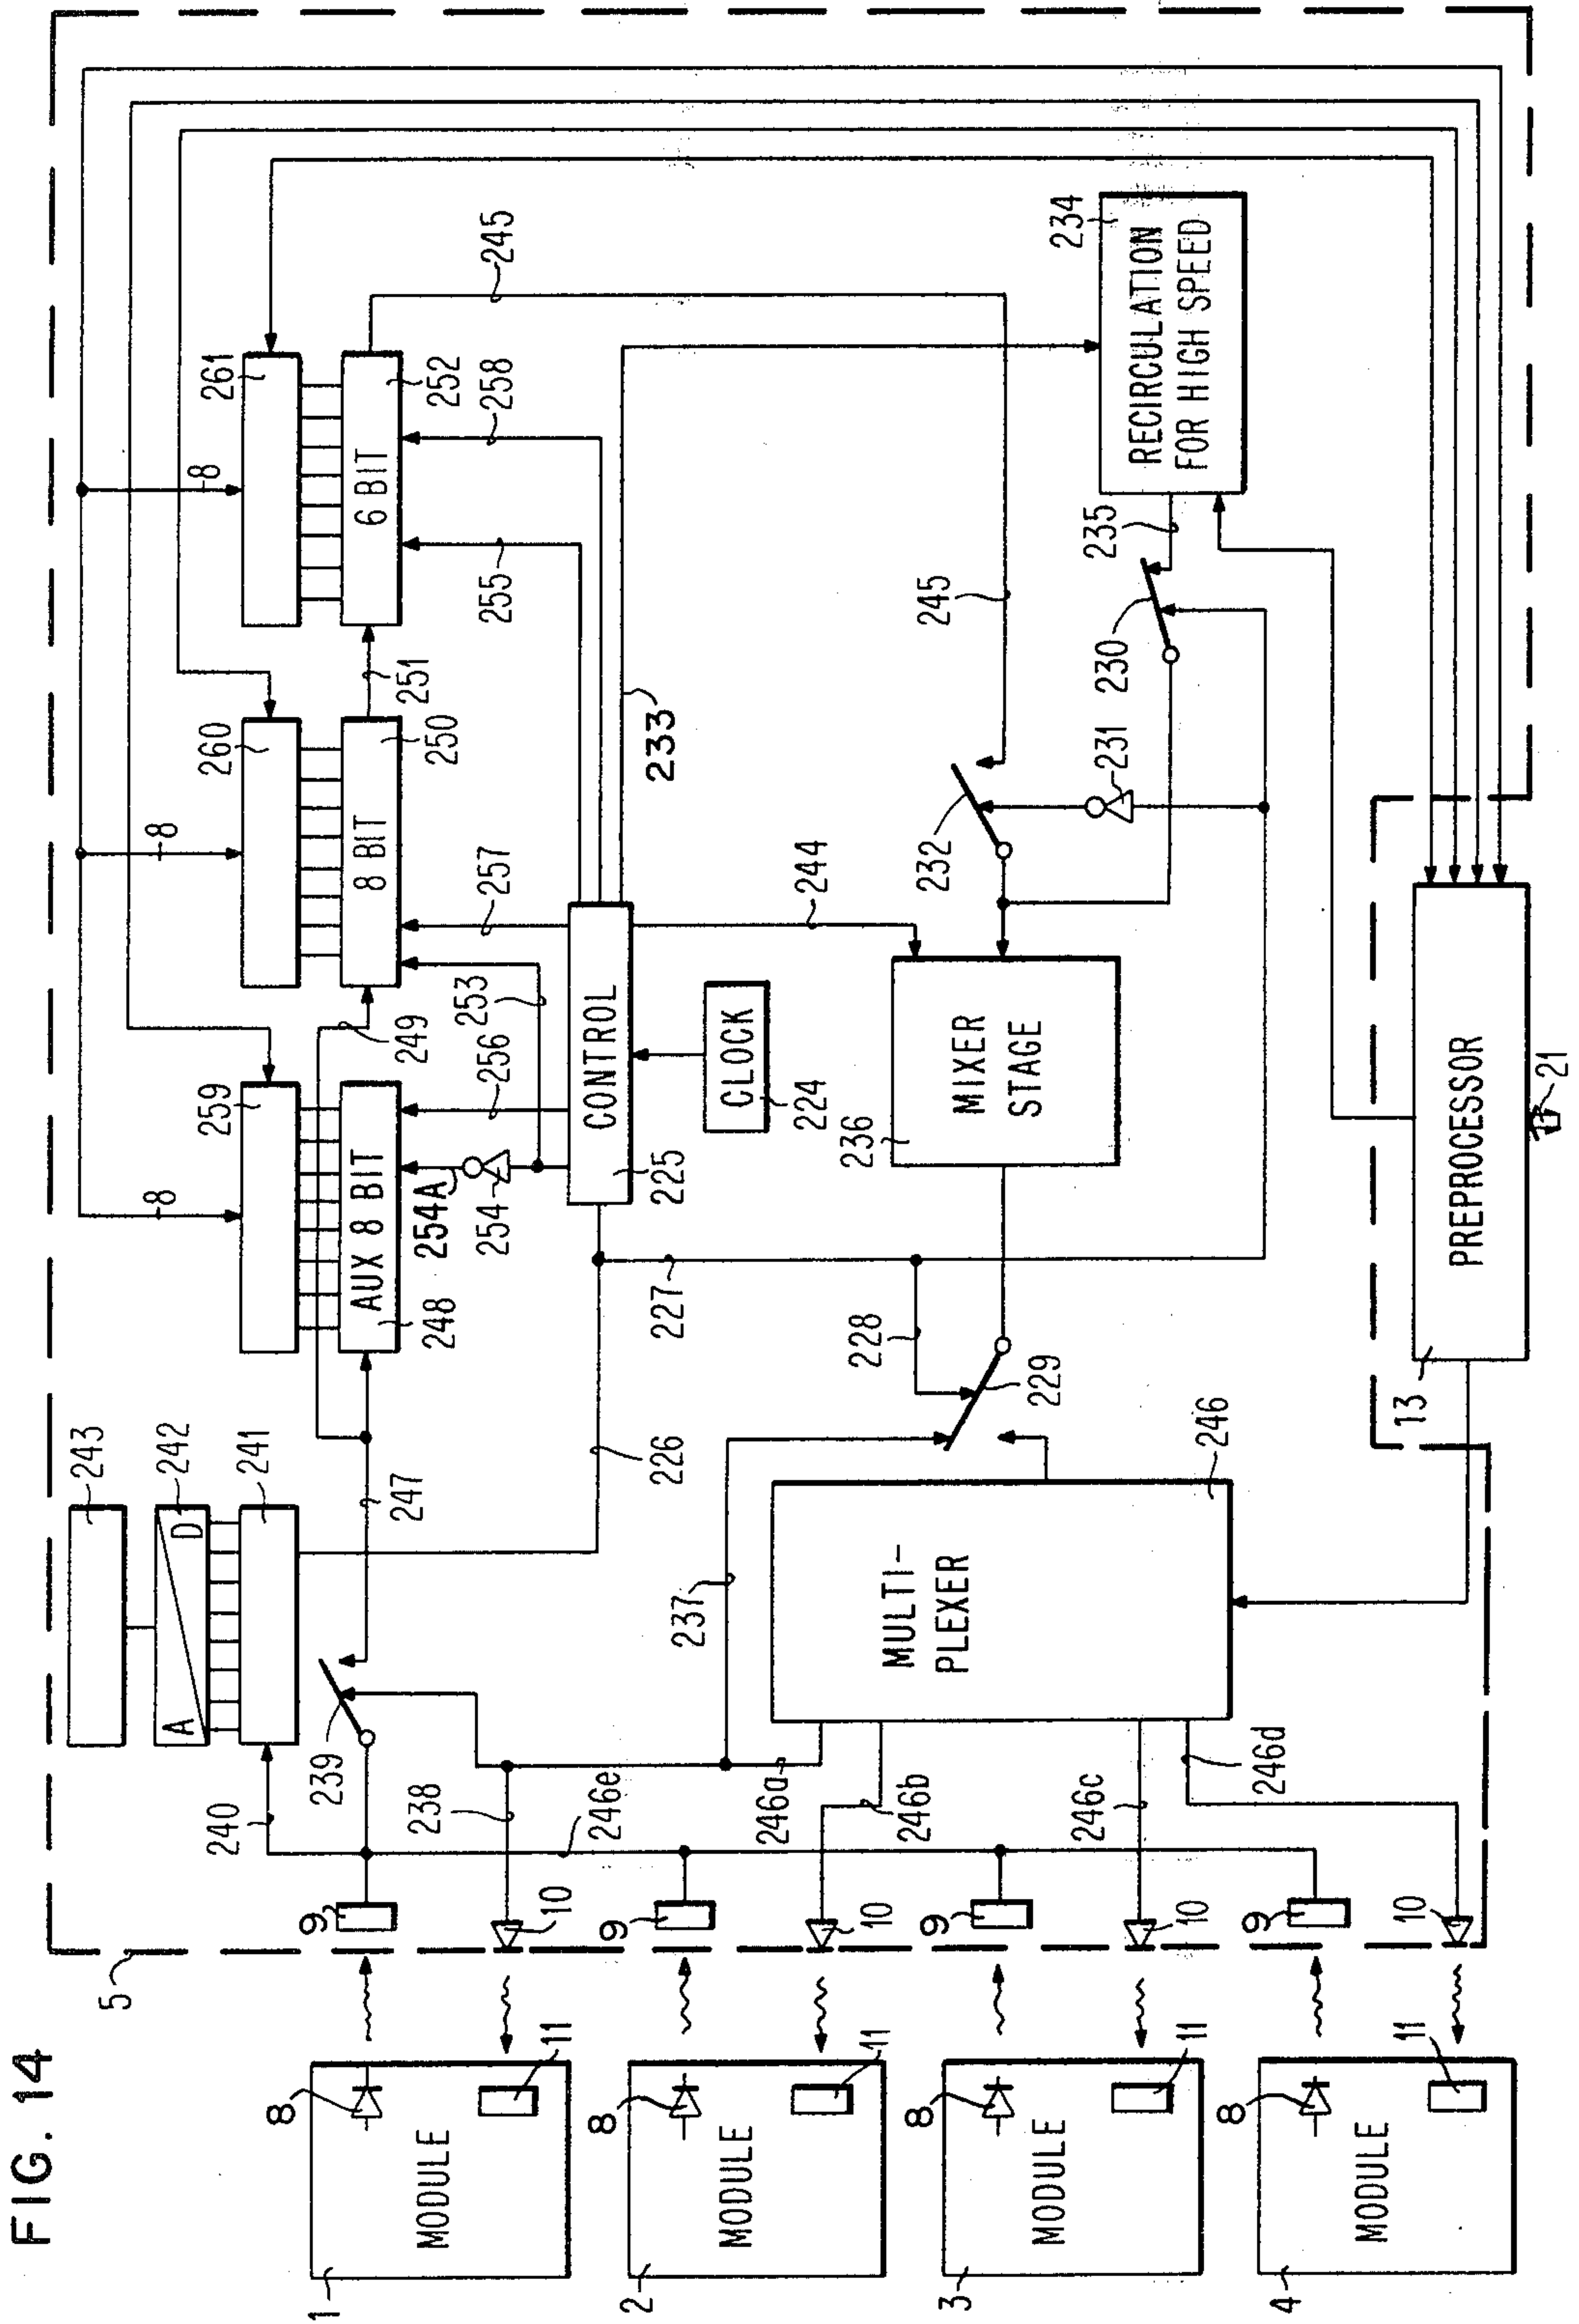 FIG. 14
5
243
242
A
D
241
240
239
247
226
238
246e
237
246a
246b
246c
246d
MULTI-
PLEXER
246
259
260
261
8
8
8
AUX 8 BIT
248
249
8 BIT
250
251
6 BIT
252
245
254A
254
256
253
257
255
258
CONTROL
225
233
CLOCK
224
227
228
229
244
MIXER
STAGE
236
232
231
245
230
230
235
234
RECIRCULATION
FOR HIGH SPEED
PREPROCESSOR
13
21
9
10
9
10
9
10
9
10
1
MODULE
8
11
2
MODULE
8
11
3
MODULE
8
11
4
MODULE
8
11